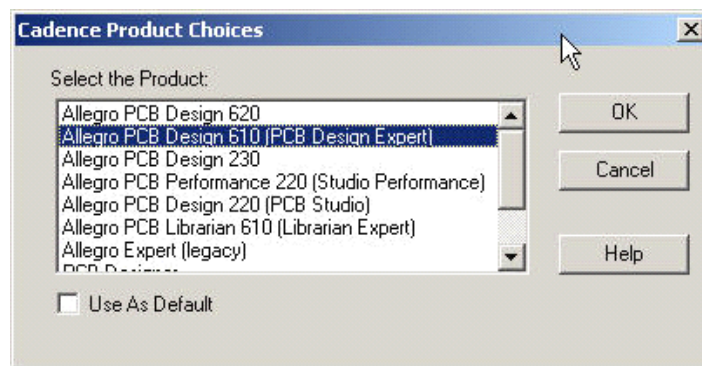 Cadence Product Choices
Select the Product:
Allegro PCB Design 620
Allegro PCB Design 610 (PCB Design Expert)
Allegro PCB Design 230
Allegro PCB Performance 220 (Studio Performance)
Allegro PCB Design 220 (PCB Studio)
Allegro PCB Librarian 610 (Librarian Expert)
Allegro Expert (legacy)
OK
Cancel
Help
Use As Default